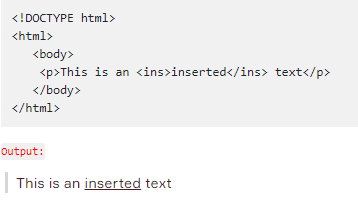 <!DOCTYPE html>
<html>
<body>
<p>This is an <ins>inserted</ins> text</p>
</body>
</html>
Output:
This is an inserted text